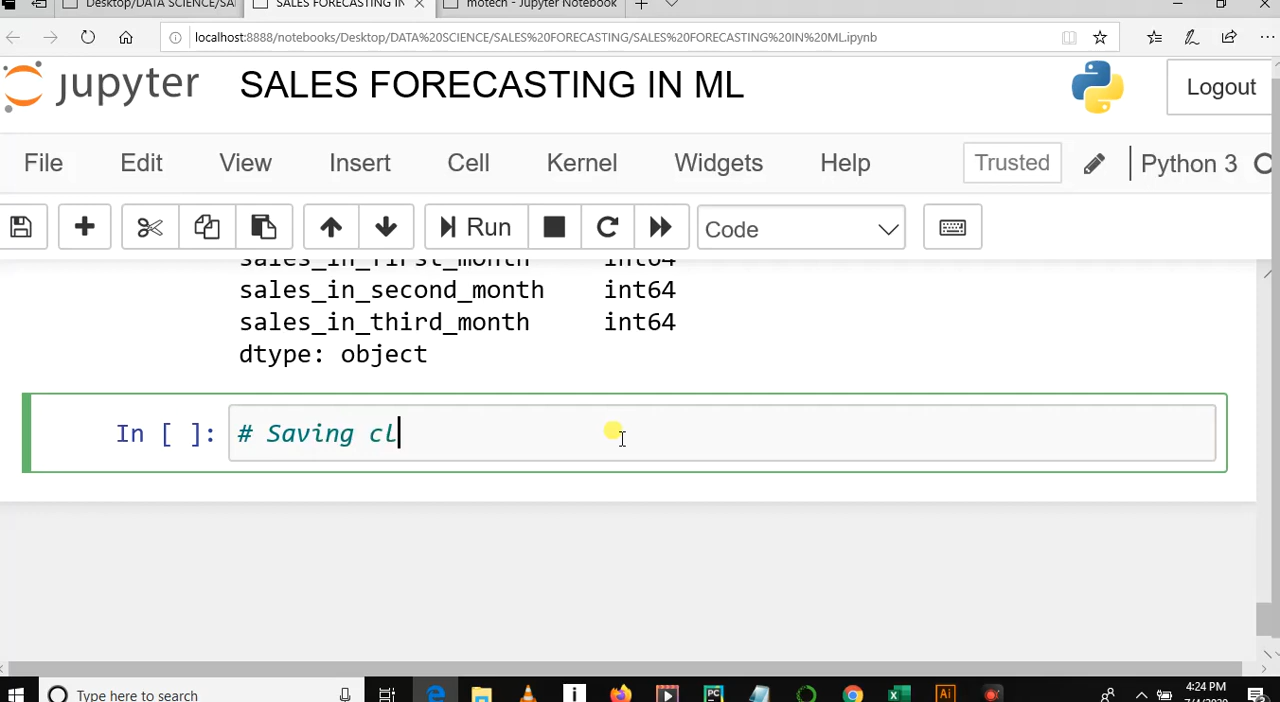 Desktop/DATA SCIENCE/SA
SALES FORECASTING IN
motech - Jupyter Notebook
localhost:8888/notebooks/Desktop/DATA%20SCIENCE/SALES%20FORECASTING/SALES%20FORECASTING%20IN%20ML.ipynb
jupyter
SALES FORECASTING IN ML
Logout
File Edit View Insert Cell Kernel Widgets Help Trusted Python 3
Run Code
sales_in_first_month int64
sales_in_second_month int64
sales_in_third_month int64
dtype: object
In [ ]: # Saving cl
Type here to search
4:24 PM